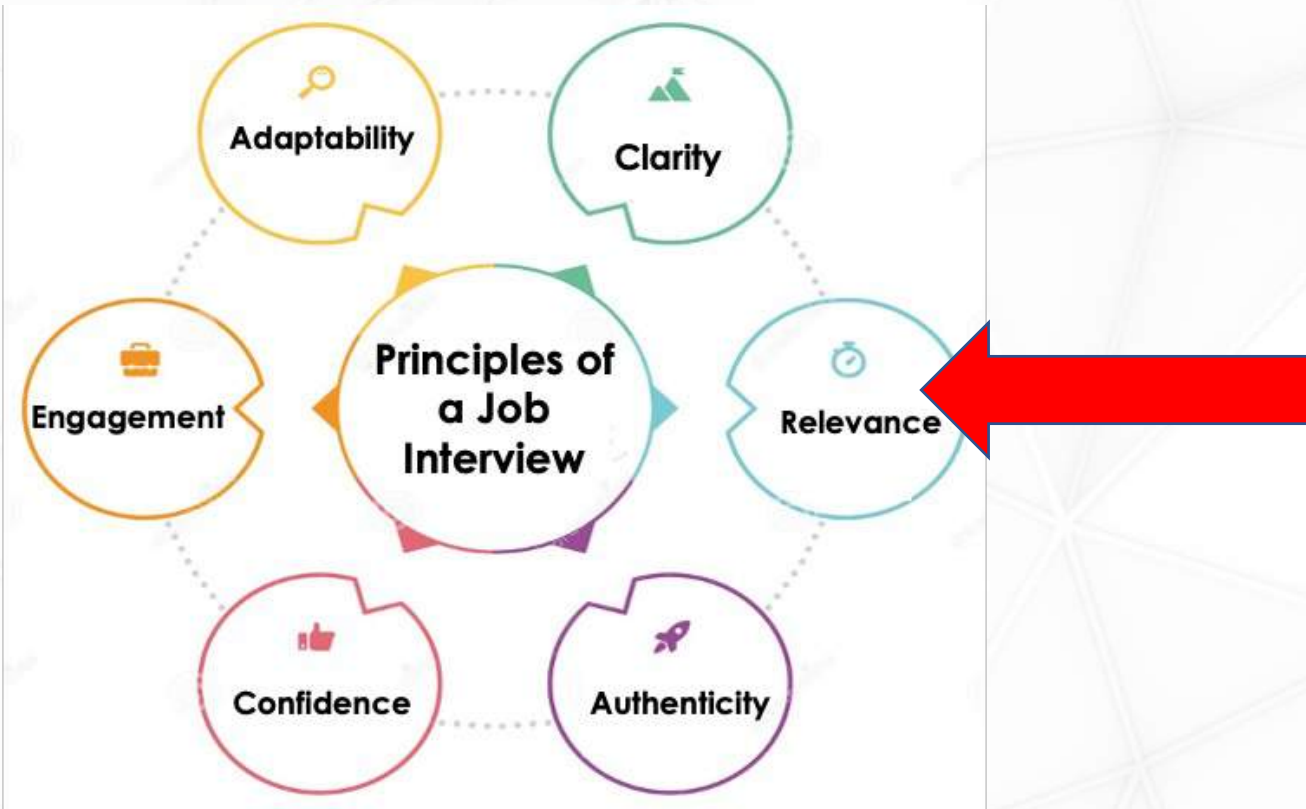 Adaptability
Clarity
Engagement
Principles of
a Job
Interview
Relevance
Confidence
Authenticity